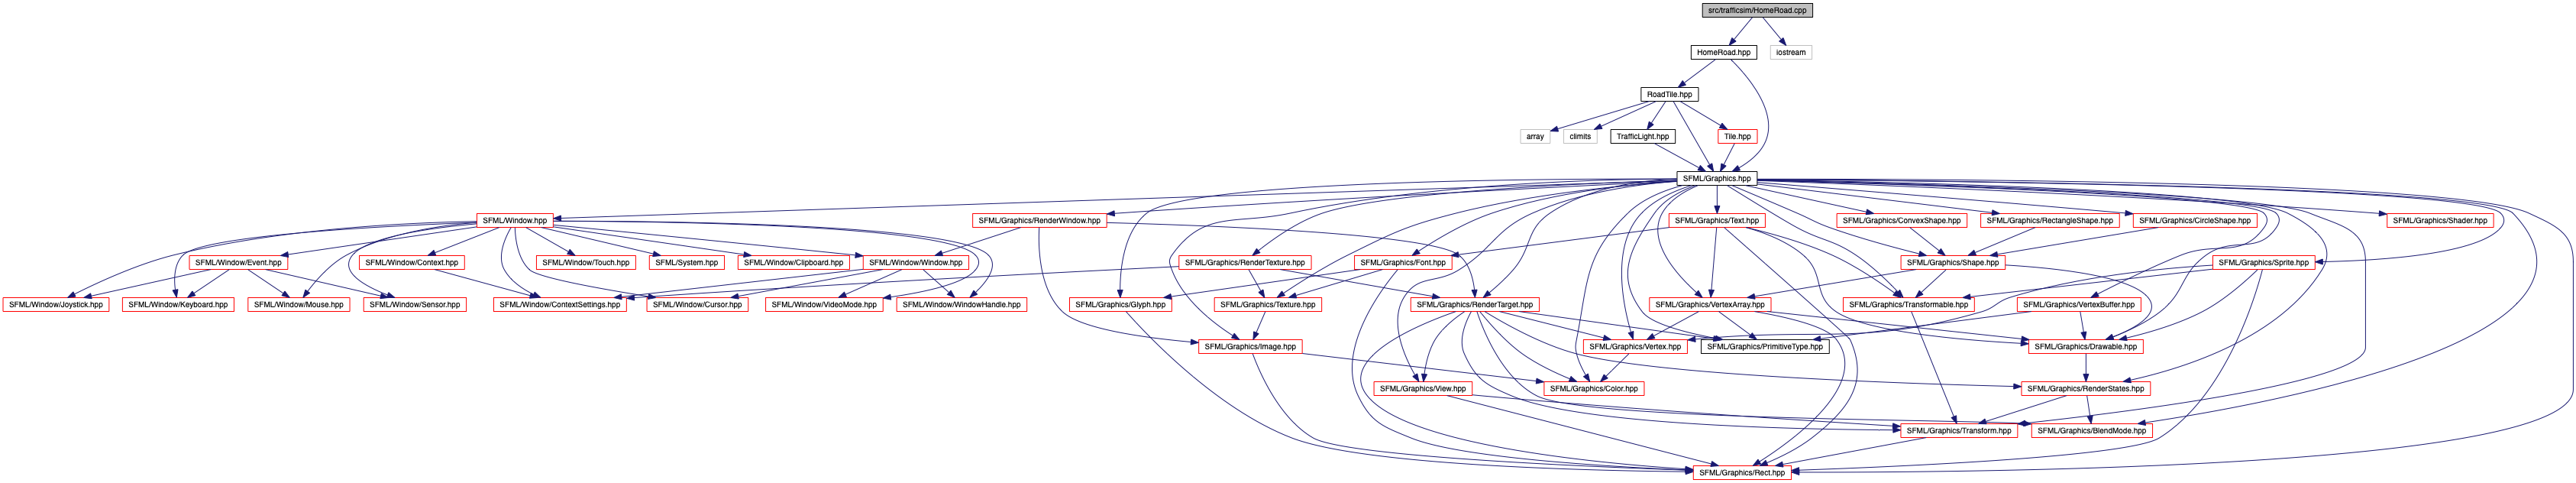 src/trafficsim/HomeRoad.cpp
HomeRoad.hpp
iostream
RoadTile.hpp
array
climits
TrafficLight.hpp
Tile.hpp
SFML/Graphics.hpp
SFML/Window.hpp
SFML/Graphics/RenderWindow.hpp
SFML/Graphics/Text.hpp
SFML/Graphics/ConvexShape.hpp
SFML/Graphics/RectangleShape.hpp
SFML/Graphics/CircleShape.hpp
SFML/Graphics/Shader.hpp
SFML/Window/Event.hpp
SFML/Window/Context.hpp
SFML/Window/Touch.hpp
SFML/System.hpp
SFML/Window/Clipboard.hpp
SFML/Window/Window.hpp
SFML/Graphics/RenderTexture.hpp
SFML/Graphics/Font.hpp
SFML/Graphics/Shape.hpp
SFML/Graphics/Sprite.hpp
SFML/Window/Joystick.hpp
SFML/Window/Keyboard.hpp
SFML/Window/Mouse.hpp
SFML/Window/Sensor.hpp
SFML/Window/ContextSettings.hpp
SFML/Window/Cursor.hpp
SFML/Window/VideoMode.hpp
SFML/Window/WindowHandle.hpp
SFML/Graphics/Glyph.hpp
SFML/Graphics/Texture.hpp
SFML/Graphics/RenderTarget.hpp
SFML/Graphics/VertexArray.hpp
SFML/Graphics/Transformable.hpp
SFML/Graphics/VertexBuffer.hpp
SFML/Graphics/Image.hpp
SFML/Graphics/Vertex.hpp
SFML/Graphics/PrimitiveType.hpp
SFML/Graphics/Drawable.hpp
SFML/Graphics/View.hpp
SFML/Graphics/Color.hpp
SFML/Graphics/RenderStates.hpp
SFML/Graphics/Transform.hpp
SFML/Graphics/BlendMode.hpp
SFML/Graphics/Rect.hpp